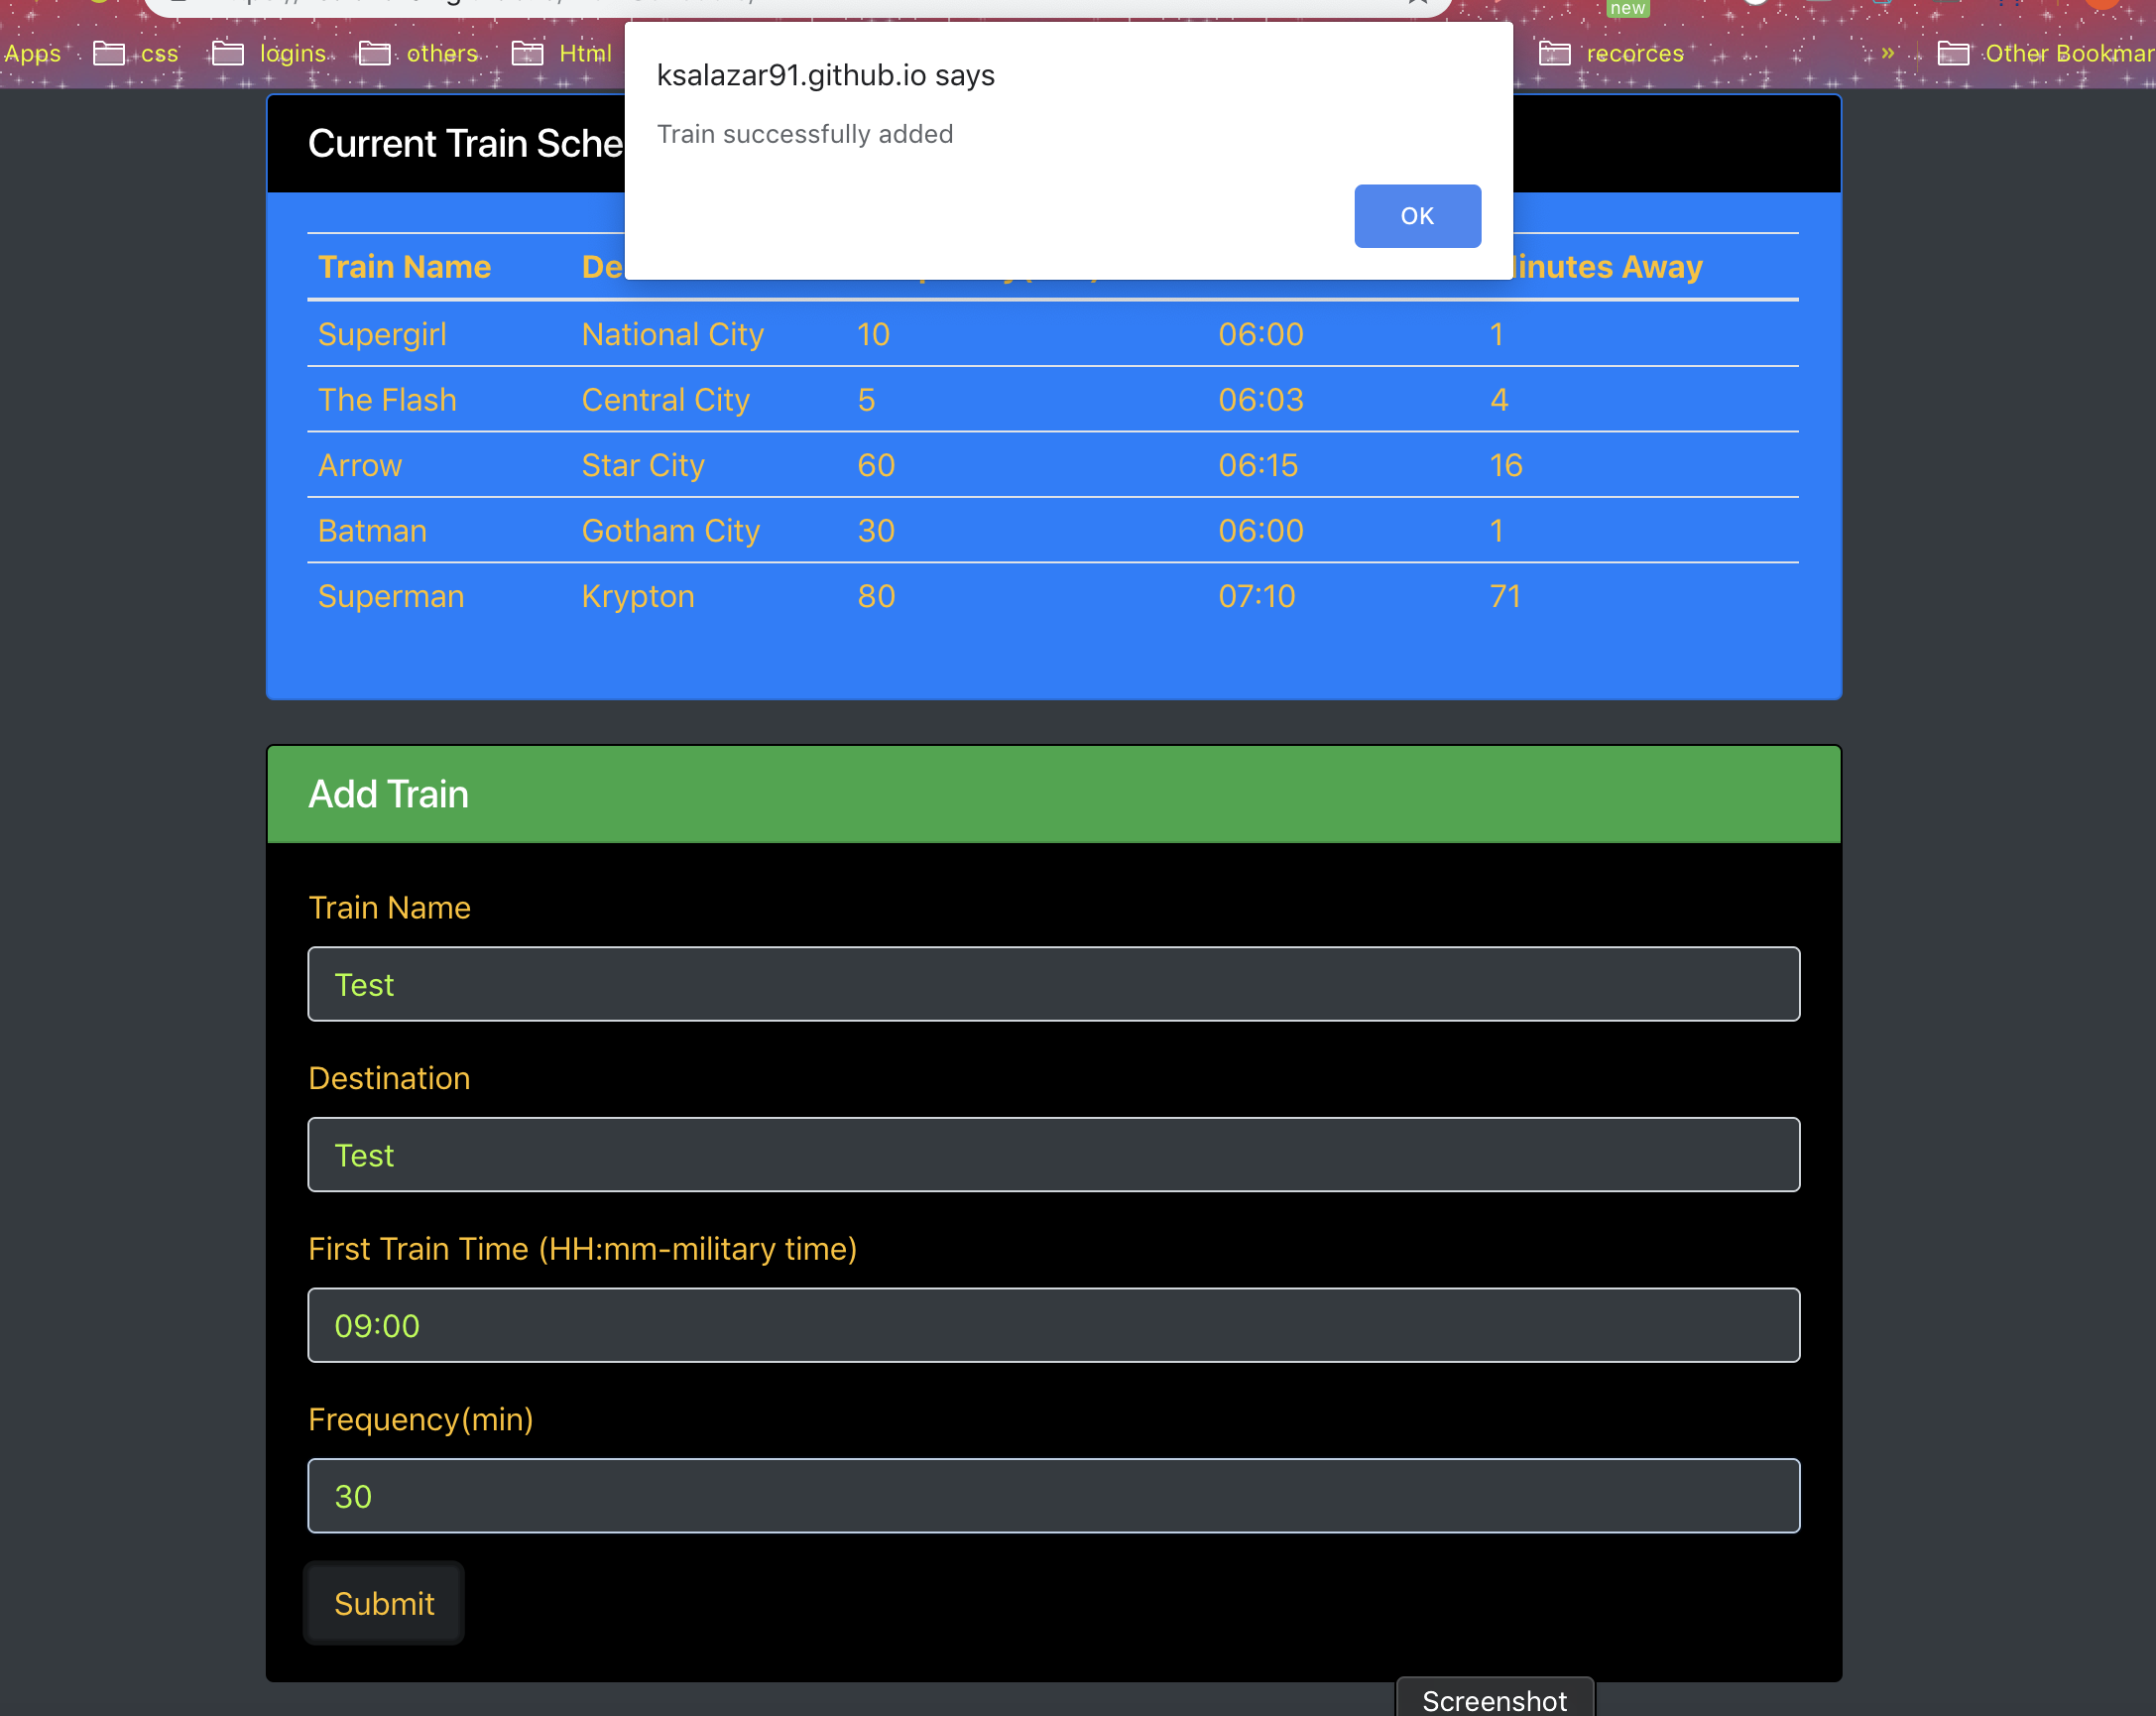 new
Apps css logins others Html recorces » Other Bookmar
ksalazar91.github.io says
Train successfully added
OK
Current Train Sche
Train Name De inutes Away
Supergirl National City 10 06:00 1
The Flash Central City 5 06:03 4
Arrow Star City 60 06:15 16
Batman Gotham City 30 06:00 1
Superman Krypton 80 07:10 71
Add Train
Train Name
Test
Destination
Test
First Train Time (HH:mm-military time)
09:00
Frequency(min)
30
Submit
Screenshot